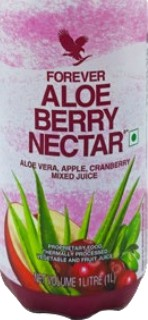 FOREVER
ALOE
BERRY
NECTAR
ALOE VERA, APPLE, CRANBERRY
MIXED JUICE
PROPRIETARY FOOD
THERMALLY PROCESSED
VEGETABLE AND FRUIT JUICE
NET VOLUME 1 LITRE (1L)